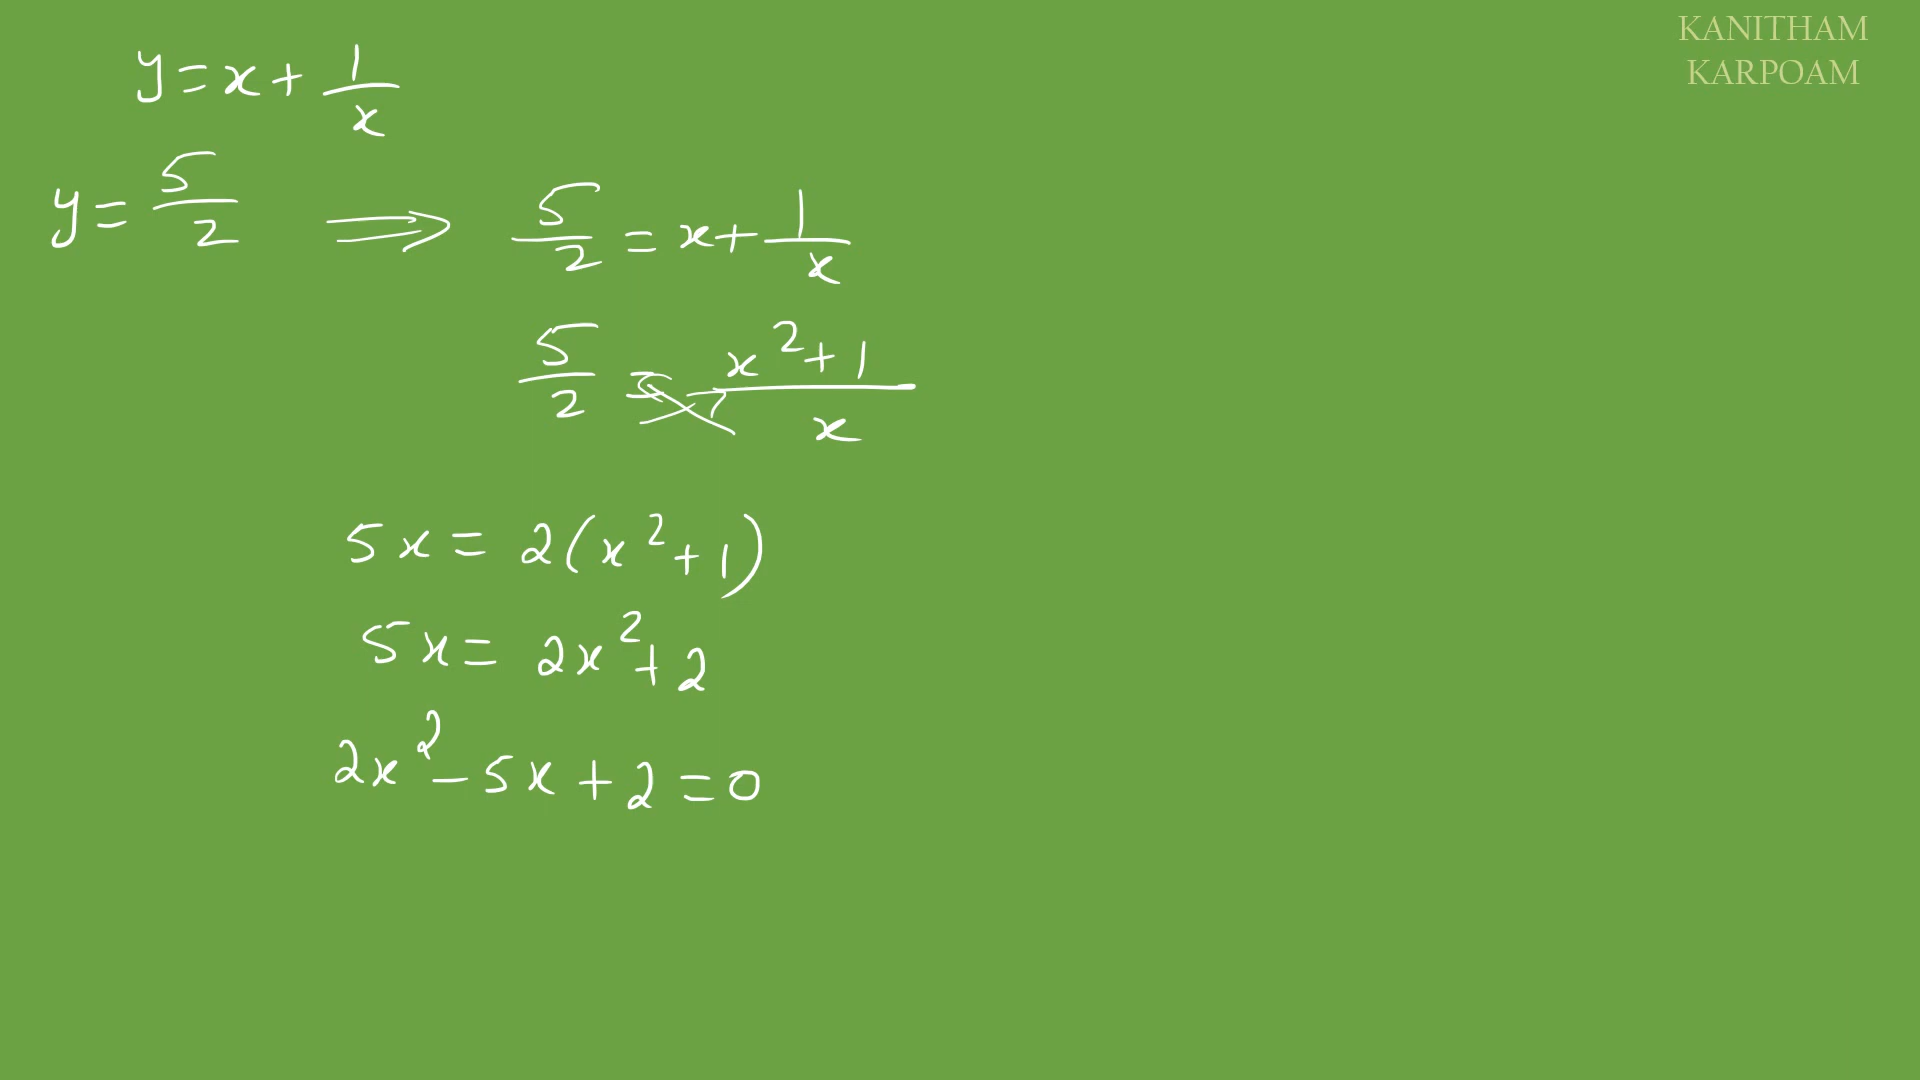 KANITHAM
KARPOAM
y = x + 1/x
y = 5/2 ⟹ 5/2 = x + 1/x
5/2 = (x² + 1)/x
5x = 2(x² + 1)
5x = 2x² + 2
2x² - 5x + 2 = 0